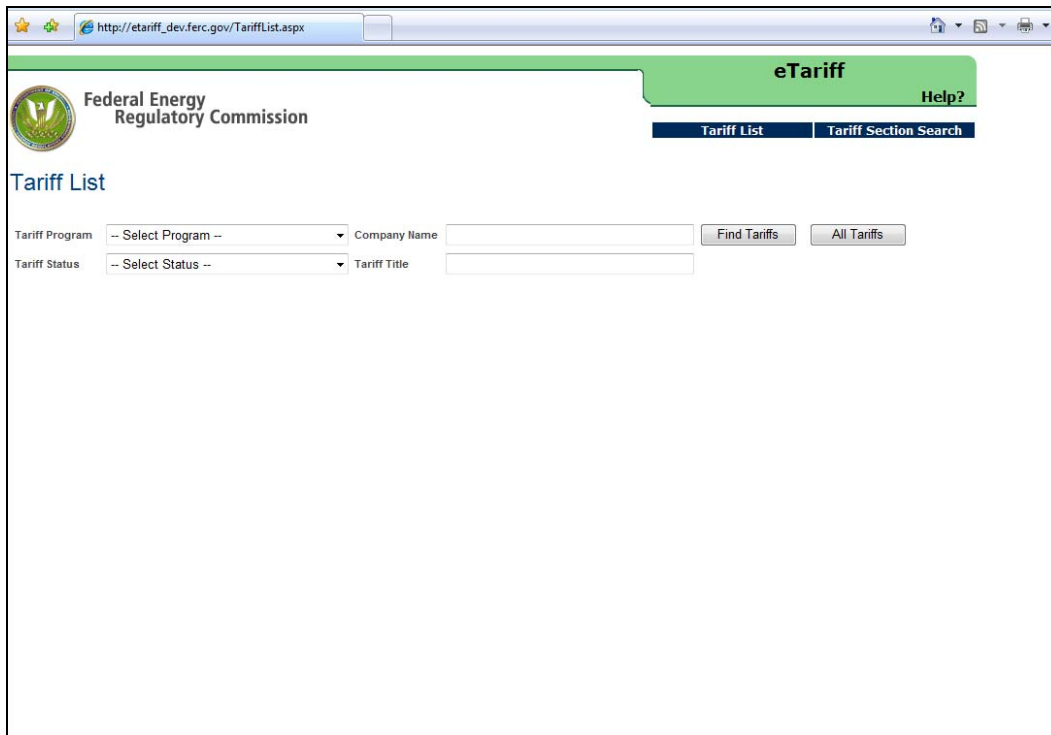 http://etariff_dev.ferc.gov/TariffList.aspx
eTariff
Help?
Federal Energy
Regulatory Commission
Tariff List
Tariff Section Search
Tariff List
Tariff Program -- Select Program -- Company Name Find Tariffs All Tariffs
Tariff Status -- Select Status -- Tariff Title